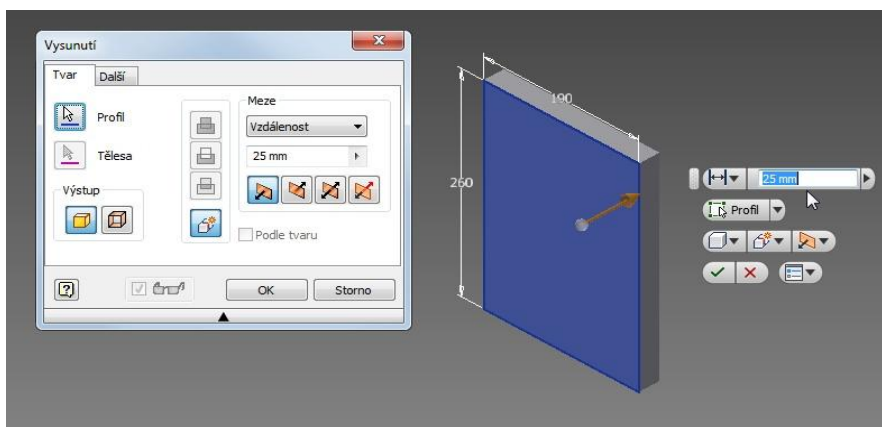 Vysunutí
Tvar
Další
Profil
Tělesa
Výstup
Meze
Vzdálenost
25 mm
Podle tvaru
OK
Storno
190
260
25 mm
Profil